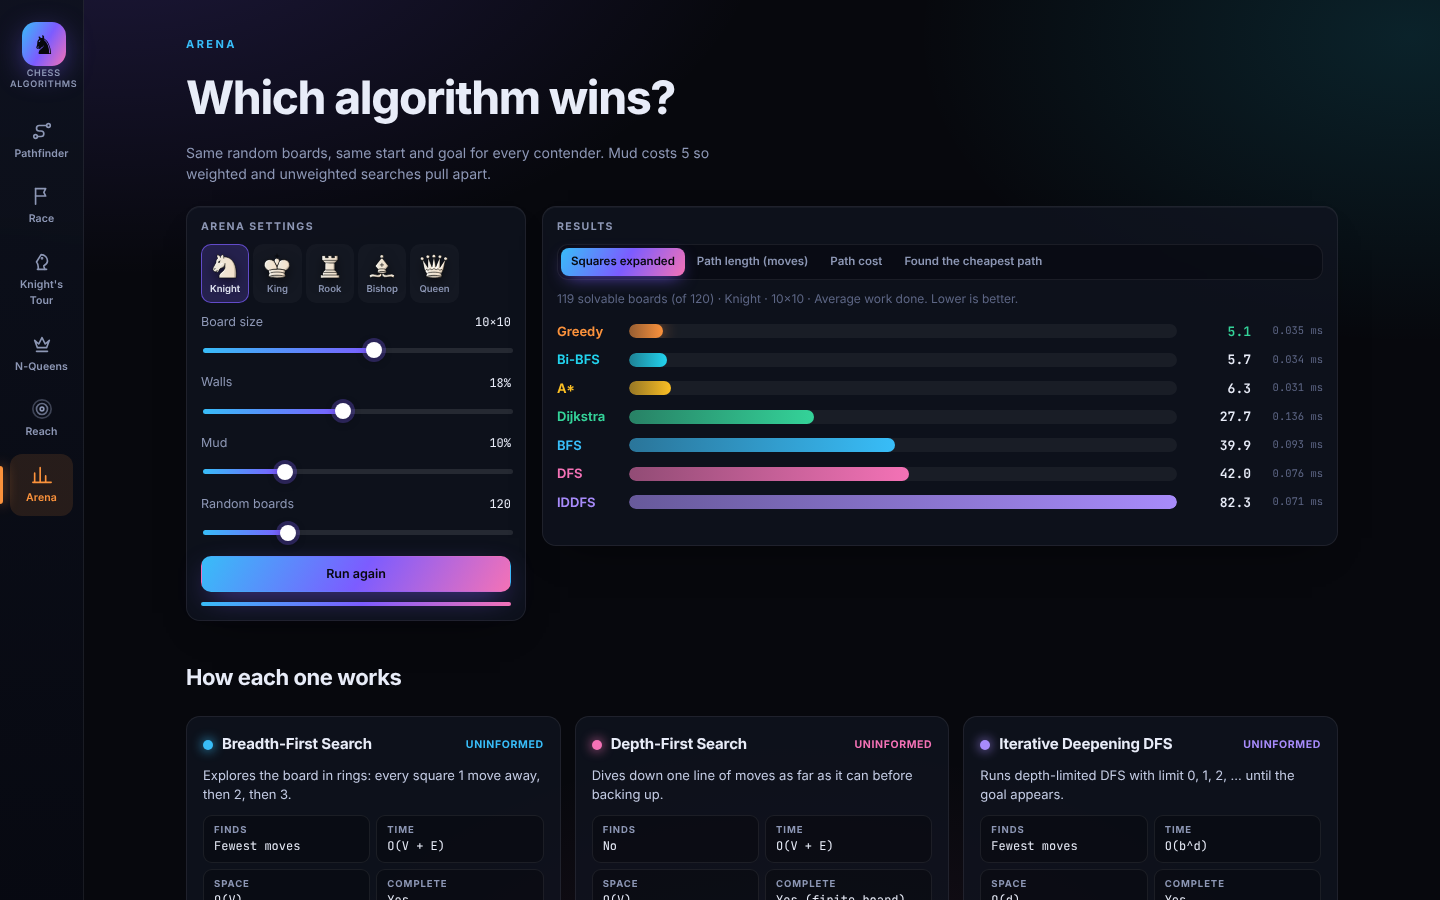 CHESS
ALGORITHMS
Pathfinder
Race
Knight's
Tour
N-Queens
Reach
Arena
ARENA
Which algorithm wins?
Same random boards, same start and goal for every contender. Mud costs 5 so
weighted and unweighted searches pull apart.
ARENA SETTINGS
Knight King Rook Bishop Queen
Board size 10×10
Walls 18%
Mud 10%
Random boards 120
Run again
RESULTS
Squares expanded Path length (moves) Path cost Found the cheapest path
119 solvable boards (of 120) · Knight · 10×10 · Average work done. Lower is better.
Greedy 5.1 0.035 ms
Bi-BFS 5.7 0.034 ms
A* 6.3 0.031 ms
Dijkstra 27.7 0.136 ms
BFS 39.9 0.093 ms
DFS 42.0 0.076 ms
IDDFS 82.3 0.071 ms
How each one works
Breadth-First Search UNINFORMED
Explores the board in rings: every square 1 move away,
then 2, then 3.
FINDS TIME
Fewest moves O(V + E)
SPACE COMPLETE
O(V) Yes
Depth-First Search UNINFORMED
Dives down one line of moves as far as it can before
backing up.
FINDS TIME
No O(V + E)
SPACE COMPLETE
O(V) Yes (finite board)
Iterative Deepening DFS UNINFORMED
Runs depth-limited DFS with limit 0, 1, 2, … until the
goal appears.
FINDS TIME
Fewest moves O(b^d)
SPACE COMPLETE
O(d) Yes